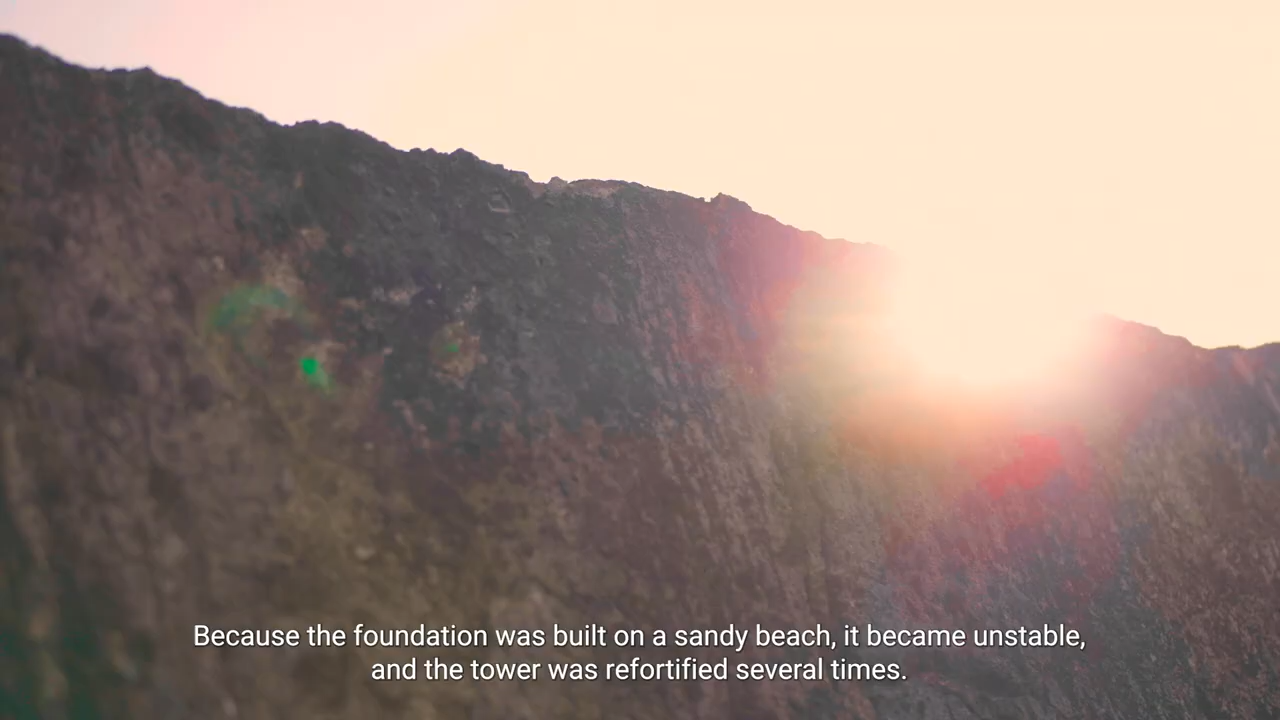 Because the foundation was built on a sandy beach, it became unstable,
and the tower was refortified several times.